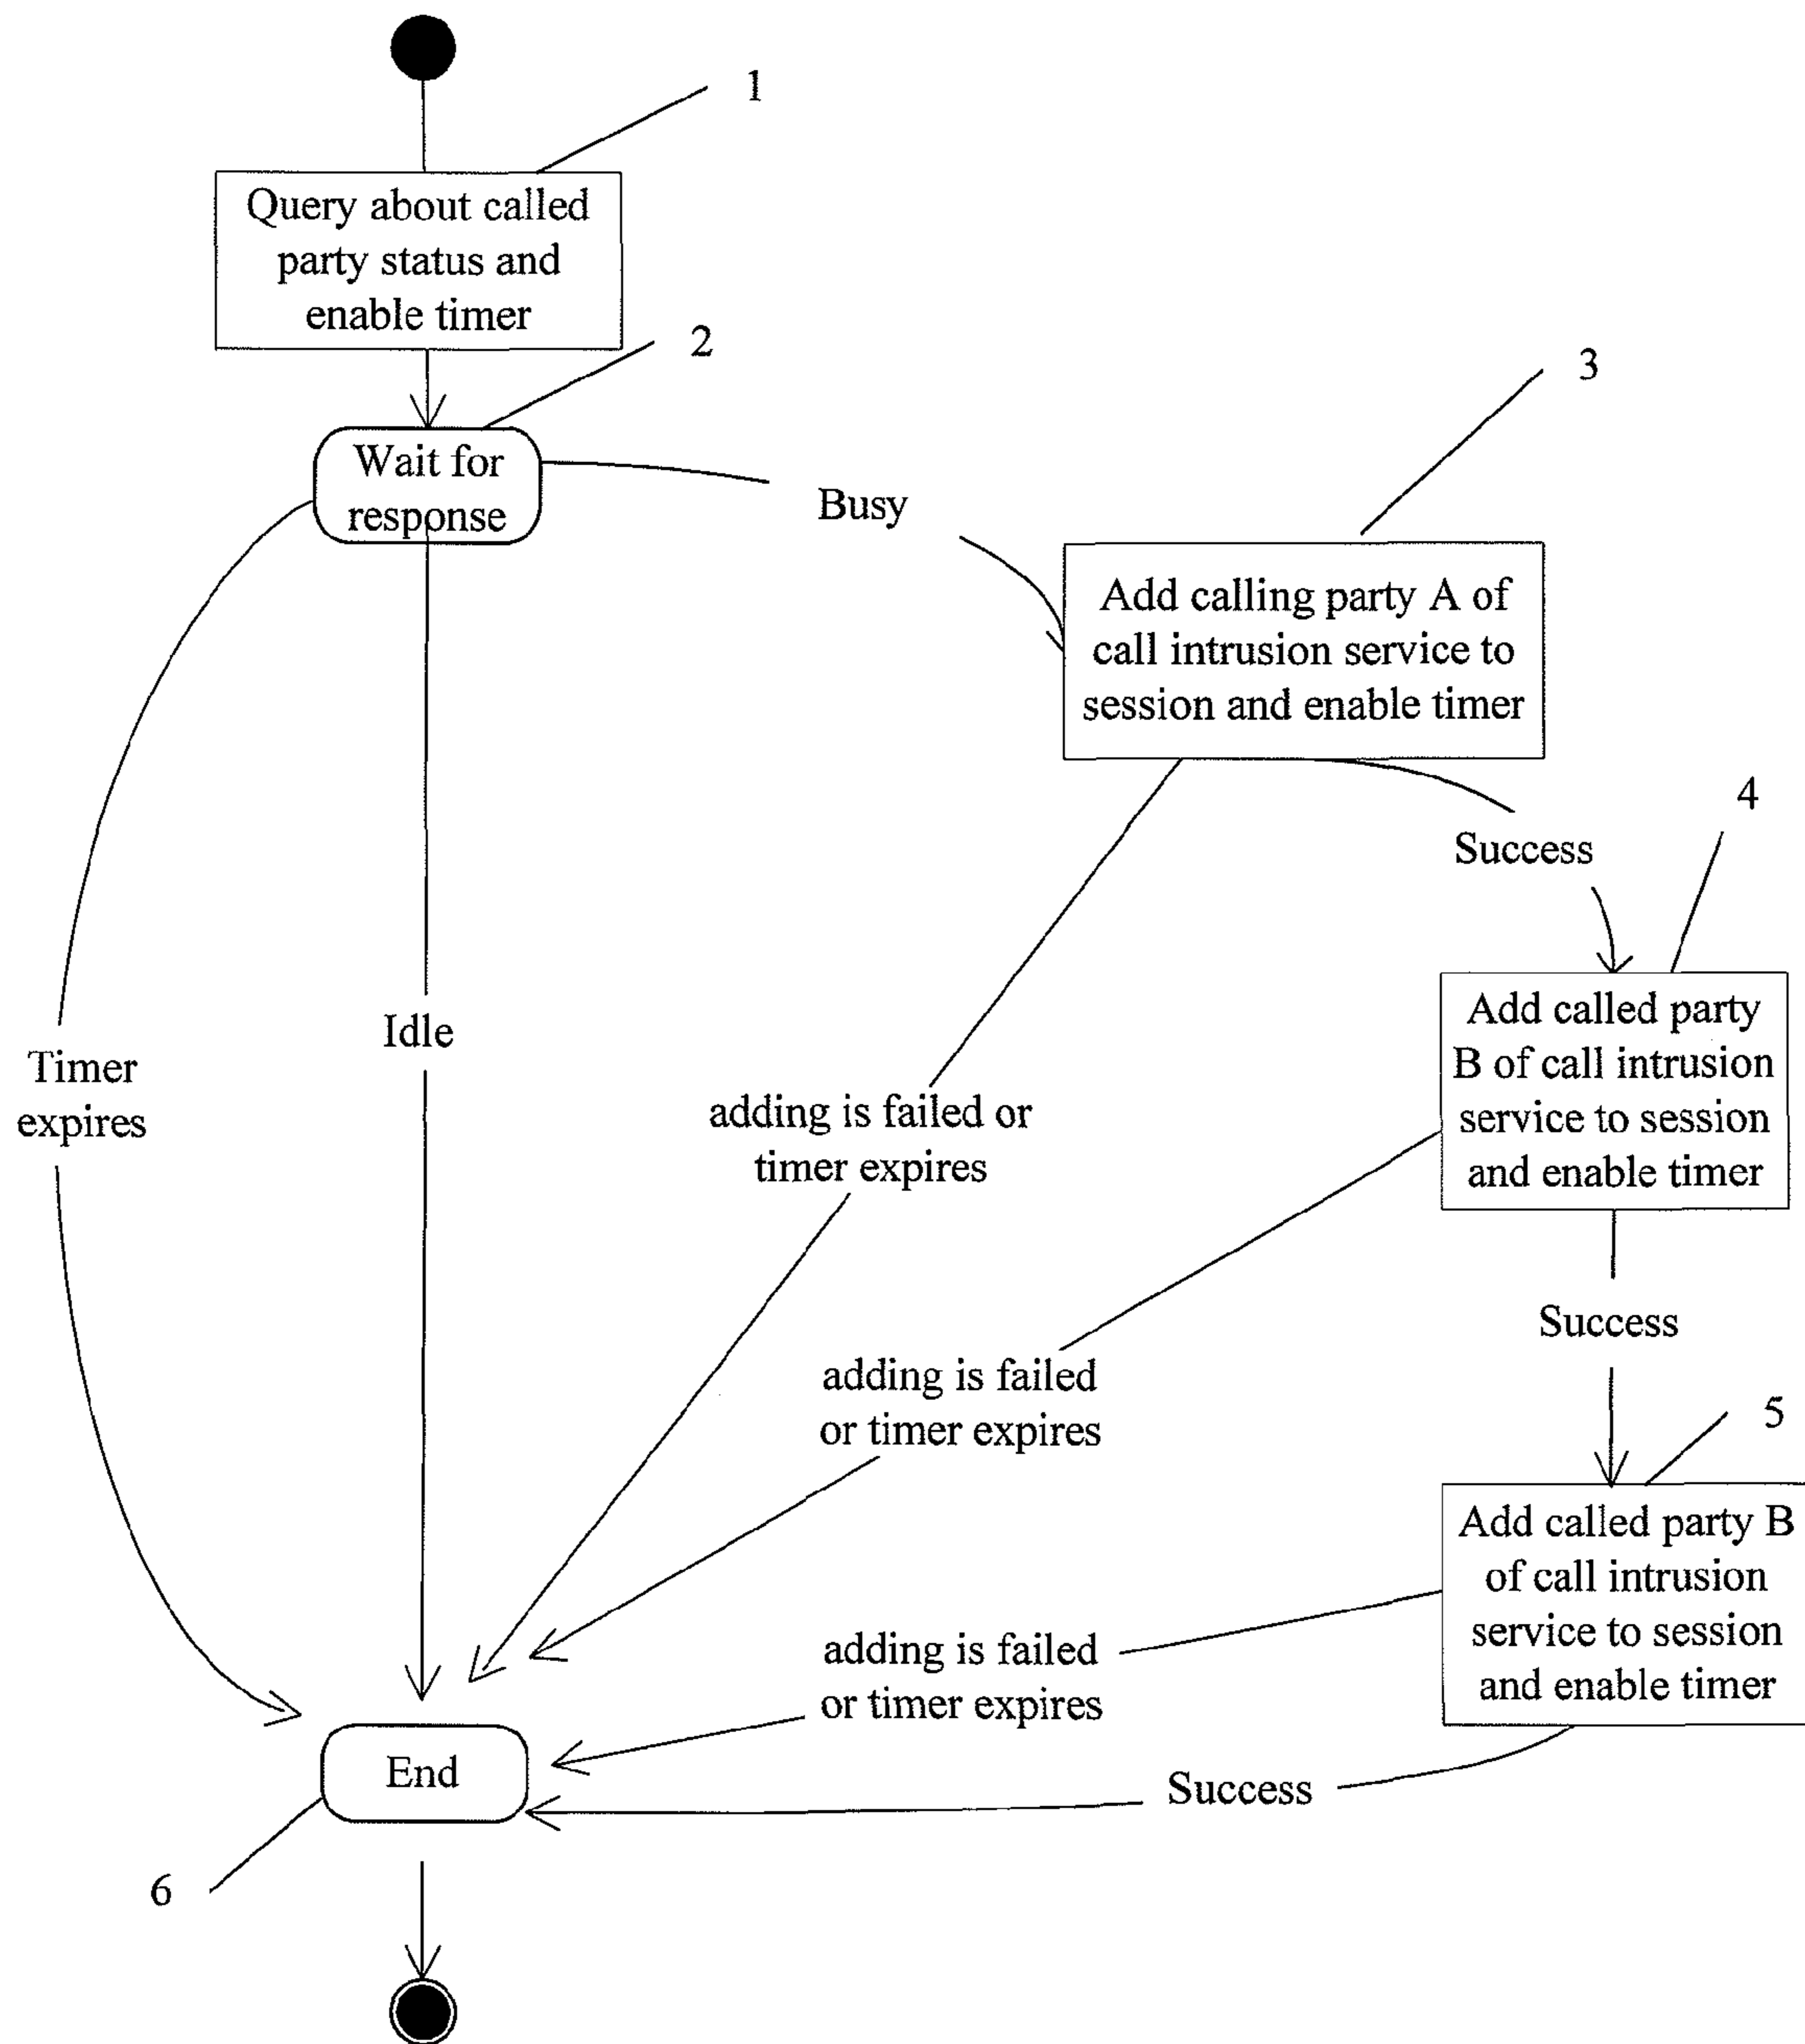 1
Query about called
party status and
enable timer
2
Wait for
response
Busy
3
Add calling party A of
call intrusion service to
session and enable timer
Success
4
Add called party
B of call intrusion
service to session
and enable timer
Idle
Timer
expires
adding is failed or
timer expires
Success
adding is failed
or timer expires
5
Add called party B
of call intrusion
service to session
and enable timer
adding is failed
or timer expires
Success
End
6